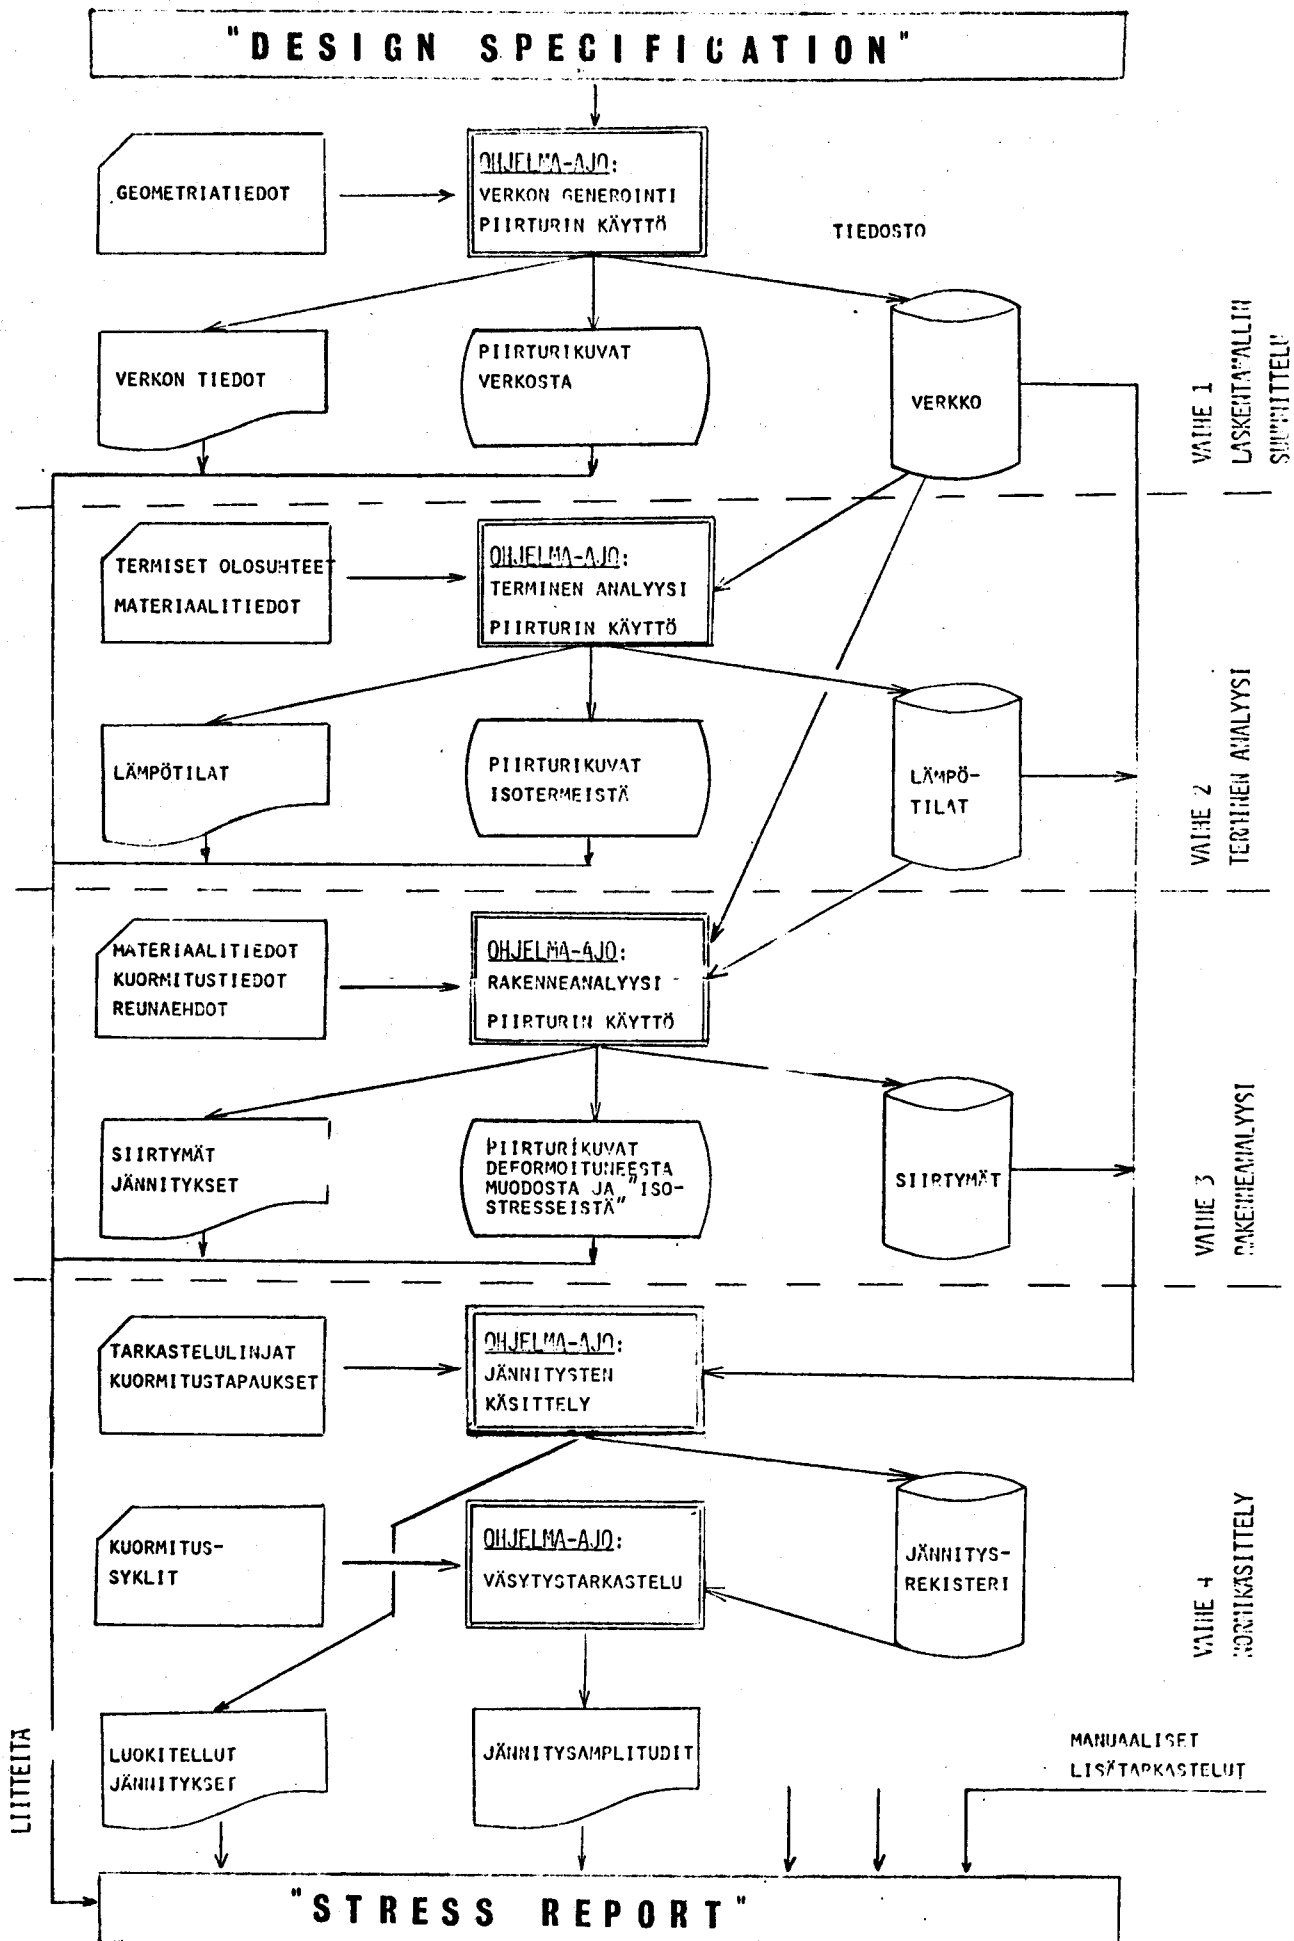 "DESIGN SPECIFICATION"
GEOMETRIATIEDOT
OHJELMA-AJO:
VERKON GENEROINTI
PIIRTURIN KÄYTTÖ
TIEDOSTO
VERKON TIEDOT
PIIRTURIKUVAT
VERKOSTA
VERKKO
VAIHE 1
LASKENTAMALLIN
SUUNNITTELU
TERMISET OLOSUHTEET
MATERIAALITIEDOT
OHJELMA-AJO:
TERMINEN ANALYYSI
PIIRTURIN KÄYTTÖ
LÄMPÖTILAT
PIIRTURIKUVAT
ISOTERMEISTÄ
LÄMPÖ-
TILAT
VAIHE 2
TERMINEN ANALYYSI
MATERIAALITIEDOT
KUORMITUSTIEDOT
REUNAEHDOT
OHJELMA-AJO:
RAKENNEANALYYSI
PIIRTURIN KÄYTTÖ
SIIRTYMÄT
JÄNNITYKSET
PIIRTURIKUVAT
DEFORMOITUNEESTA
MUODOSTA JA "ISO-
STRESSEISTÄ"
SIIRTYMÄT
VAIHE 3
RAKENNEANALYYSI
TARKASTELULINJAT
KUORMITUSTAPAUKSET
OHJELMA-AJO:
JÄNNITYSTEN
KÄSITTELY
KUORMITUS-
SYKLIT
OHJELMA-AJO:
VÄSYTYSTARKASTELU
JÄNNITYS-
REKISTERI
VAIHE 4
NORMIKÄSITTELY
LUOKITELLUT
JÄNNITYKSET
JÄNNITYSAMPLITUDIT
MANUAALISET
LISÄTARKASTELUT
LIITTEITÄ
"STRESS REPORT"